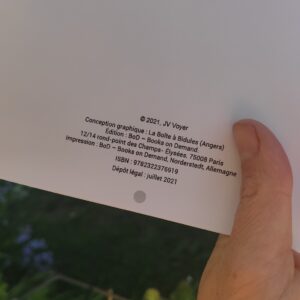 © 2021, JV Voyer
Conception graphique : La Boîte à Bidules (Angers)
Édition : BoD – Books on Demand,
12/14 rond-point des Champs- Élysées, 75008 Paris
Impression : BoD – Books on Demand, Norderstedt, Allemagne
ISBN : 9782322376919
Dépôt légal : juillet 2021